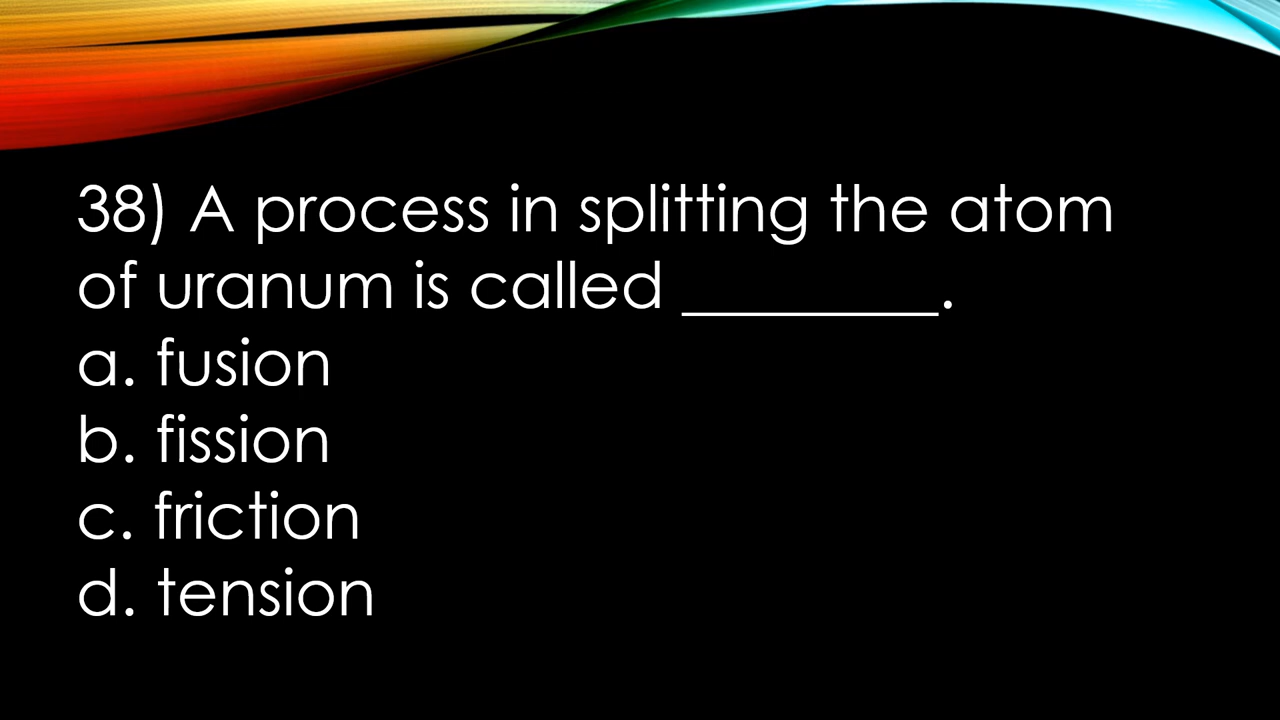 38) A process in splitting the atom
of uranum is called ________.
a. fusion
b. fission
c. friction
d. tension